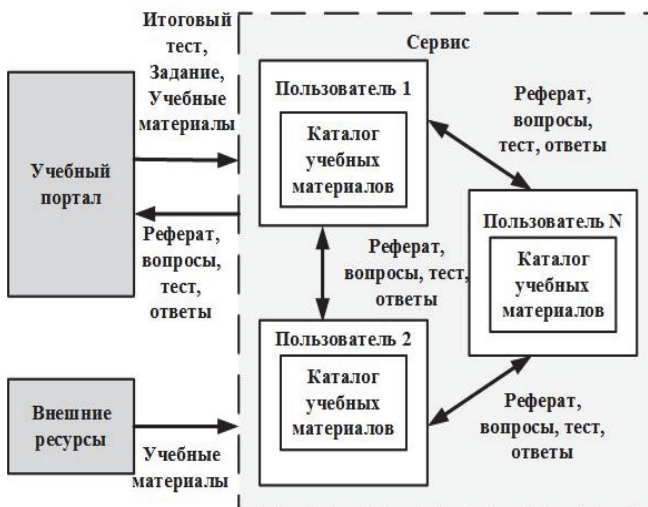 Итоговый
тест,
Задание,
Учебные
материалы
Сервис
Пользователь 1
Каталог
учебных
материалов
Реферат,
вопросы,
тест, ответы
Учебный
портал
Реферат,
вопросы,
тест,
ответы
Реферат,
вопросы, тест,
ответы
Пользователь N
Каталог
учебных
материалов
Пользователь 2
Каталог
учебных
материалов
Реферат,
вопросы, тест,
ответы
Внешние
ресурсы
Учебные
материалы